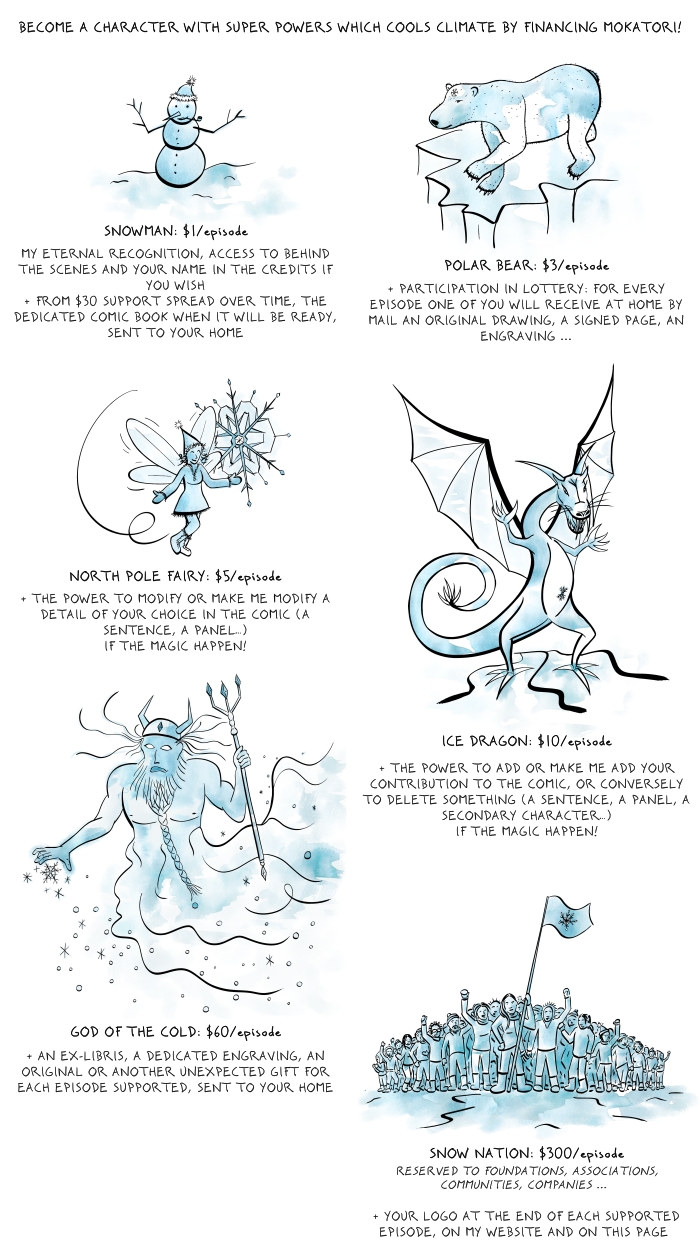 BECOME A CHARACTER WITH SUPER POWERS WHICH COOLS CLIMATE BY FINANCING MOKATORI!
SNOWMAN: $1/episode
MY ETERNAL RECOGNITION, ACCESS TO BEHIND
THE SCENES AND YOUR NAME IN THE CREDITS IF
YOU WISH
+ FROM $30 SUPPORT SPREAD OVER TIME, THE
DEDICATED COMIC BOOK WHEN IT WILL BE READY,
SENT TO YOUR HOME
POLAR BEAR: $3/episode
+ PARTICIPATION IN LOTTERY: FOR EVERY
EPISODE ONE OF YOU WILL RECEIVE AT HOME BY
MAIL AN ORIGINAL DRAWING, A SIGNED PAGE, AN
ENGRAVING ...
NORTH POLE FAIRY: $5/episode
+ THE POWER TO MODIFY OR MAKE ME MODIFY A
DETAIL OF YOUR CHOICE IN THE COMIC (A
SENTENCE, A PANEL...)
IF THE MAGIC HAPPEN!
ICE DRAGON: $10/episode
+ THE POWER TO ADD OR MAKE ME ADD YOUR
CONTRIBUTION TO THE COMIC, OR CONVERSELY
TO DELETE SOMETHING (A SENTENCE, A PANEL, A
SECONDARY CHARACTER...)
IF THE MAGIC HAPPEN!
GOD OF THE COLD: $60/episode
+ AN EX-LIBRIS, A DEDICATED ENGRAVING, AN
ORIGINAL OR ANOTHER UNEXPECTED GIFT FOR
EACH EPISODE SUPPORTED, SENT TO YOUR HOME
SNOW NATION: $300/episode
RESERVED TO FOUNDATIONS, ASSOCIATIONS,
COMMUNITIES, COMPANIES ...
+ YOUR LOGO AT THE END OF EACH SUPPORTED
EPISODE, ON MY WEBSITE AND ON THIS PAGE